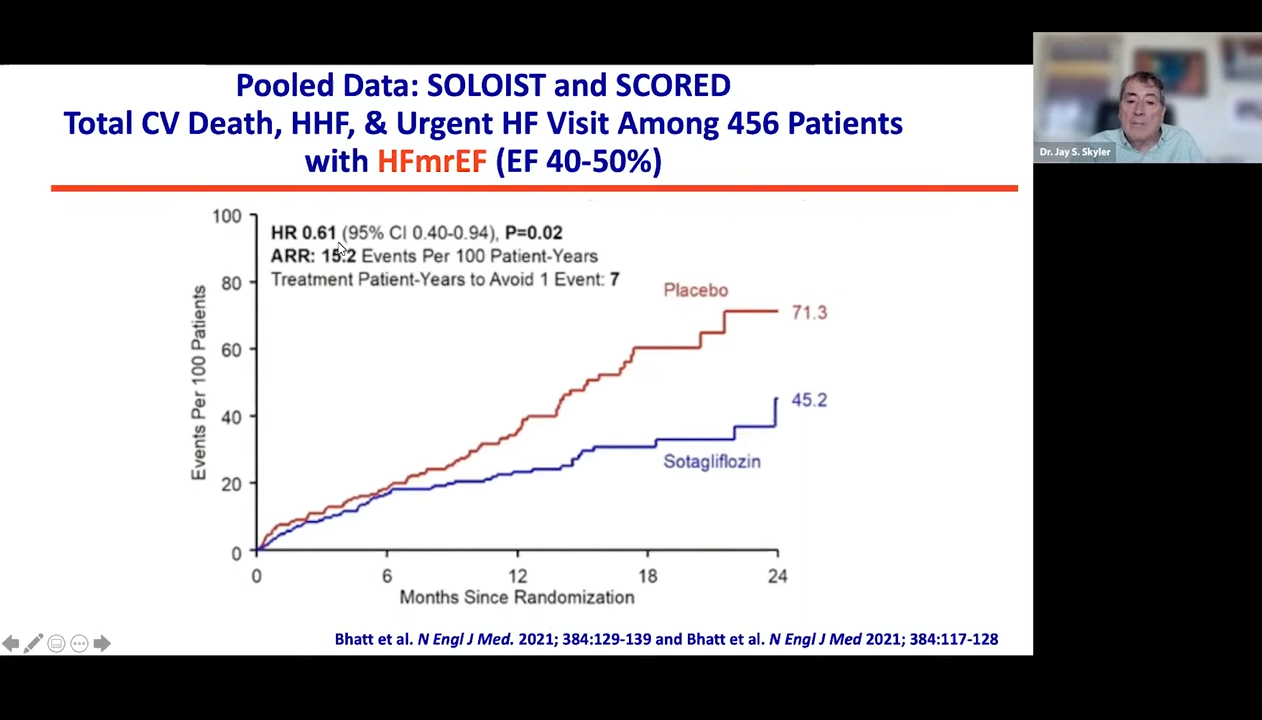 Pooled Data: SOLOIST and SCORED
Total CV Death, HHF, & Urgent HF Visit Among 456 Patients
with HFmrEF (EF 40-50%)
Dr. Jay S. Skyler
HR 0.61 (95% CI 0.40-0.94), P=0.02
ARR: 15.2 Events Per 100 Patient-Years
Treatment Patient-Years to Avoid 1 Event: 7
Events Per 100 Patients
100
80
60
40
20
0
Placebo
71.3
45.2
Sotagliflozin
0 6 12 18 24
Months Since Randomization
Bhatt et al. N Engl J Med. 2021; 384:129-139 and Bhatt et al. N Engl J Med 2021; 384:117-128